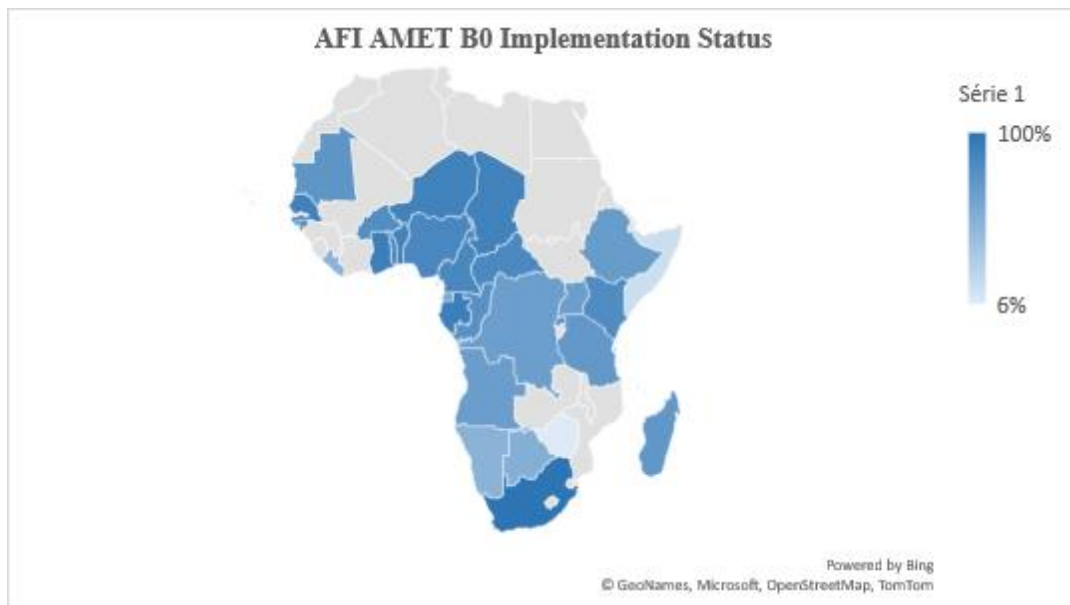 AFI AMET B0 Implementation Status
Série 1
100%
6%
Powered by Bing
© GeoNames, Microsoft, OpenStreetMap, TomTom